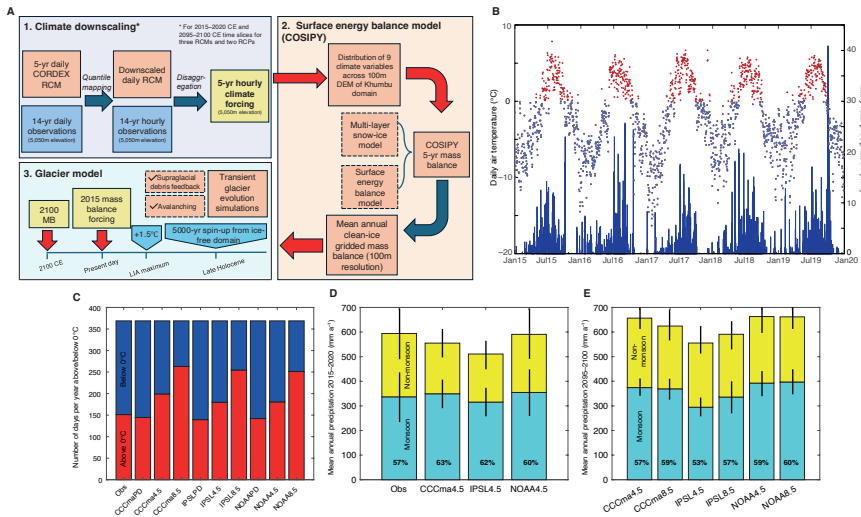 A
1. Climate downscaling*
* For 2015–2020 CE and
2095–2100 CE time slices for
three RCMs and two RCPs
5-yr daily
CORDEX
RCM
Quantile
mapping
Downscaled
daily RCM
Disaggr-
egation
5-yr hourly
climate
forcing
(5,050m elevation)
14-yr daily
observations
(5,050m elevation)
14-yr hourly
observations
(5,050m elevation)
2. Surface energy balance model
(COSIPY)
Distribution of 9
climate variables
across 100m
DEM of Khumbu
domain
Multi-layer
snow-ice
model
Surface
energy
balance
model
COSIPY
5-yr mass
balance
Mean annual
clean-ice
gridded mass
balance (100m
resolution)
3. Glacier model
Supraglacial
debris feedback
Avalanching
Transient
glacier
evolution
simulations
2100
MB
2015 mass
balance
forcing
+1.5°C
5000-yr spin-up from ice-
free domain
2100 CE
Present day
LIA maximum
Late Holocene
B
Daily air temperature (°C)
10
5
0
−5
−10
−15
−20
40
30
20
10
0
Jan15
Jul15
Jan16
Jul16
Jan17
Jul17
Jan18
Jul18
Jan19
Jul19
Jan20
C
Number of days per year above/below 0°C
400
350
300
250
200
150
100
50
0
Below 0°C
Above 0°C
Obs
CCCmaPD
CCCma4.5
CCCma8.5
IPSLPD
IPSL4.5
IPSL8.5
NOAAPD
NOAA4.5
NOAA8.5
D
Mean annual precipitation 2015–2020 (mm a⁻¹)
700
600
500
400
300
200
100
0
Non-monsoon
Monsoon
57%
63%
62%
60%
Obs
CCCma4.5
IPSL4.5
NOAA4.5
E
Mean annual precipitation 2095–2100 (mm a⁻¹)
700
600
500
400
300
200
100
0
Non-
monsoon
Monsoon
57%
59%
53%
57%
59%
60%
CCCma4.5
CCCma8.5
IPSL4.5
IPSL8.5
NOAA4.5
NOAA8.5